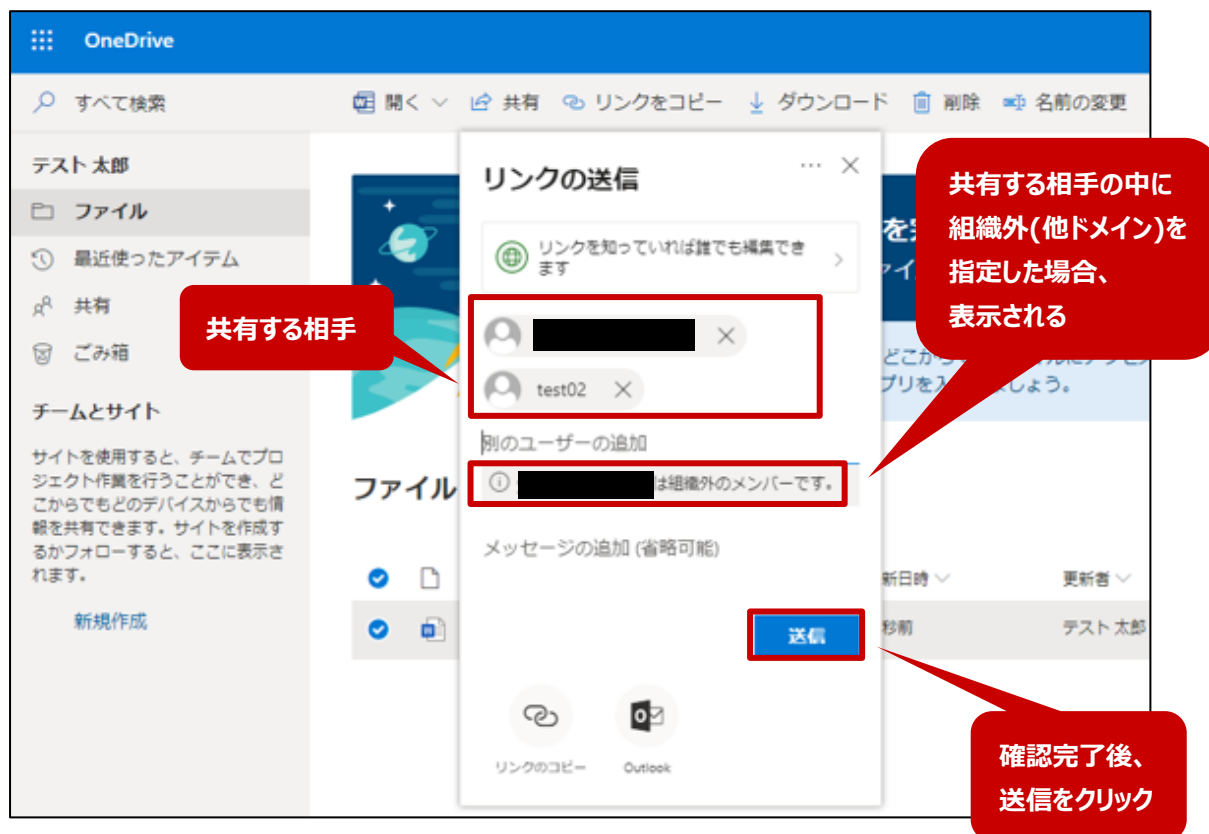 OneDrive
すべて検索
開く
共有
リンクをコピー
ダウンロード
削除
名前の変更
テスト 太郎
ファイル
最近使ったアイテム
共有
ごみ箱
チームとサイト
サイトを使用すると、チームでプロ
ジェクト作業を行うことができ、ど
こからでもどのデバイスからでも情
報を共有できます。サイトを作成す
るかフォローすると、ここに表示さ
れます。
新規作成
リンクの送信
リンクを知っていれば誰でも編集でき
ます
共有する相手
test02
別のユーザーの追加
は組織外のメンバーです。
メッセージの追加 (省略可能)
送信
リンクのコピー
Outlook
共有する相手の中に
組織外(他ドメイン)を
指定した場合、
表示される
どこか
プリを入
しょう。
ファイル
新日時
更新者
秒前
テスト 太郎
確認完了後、
送信をクリック